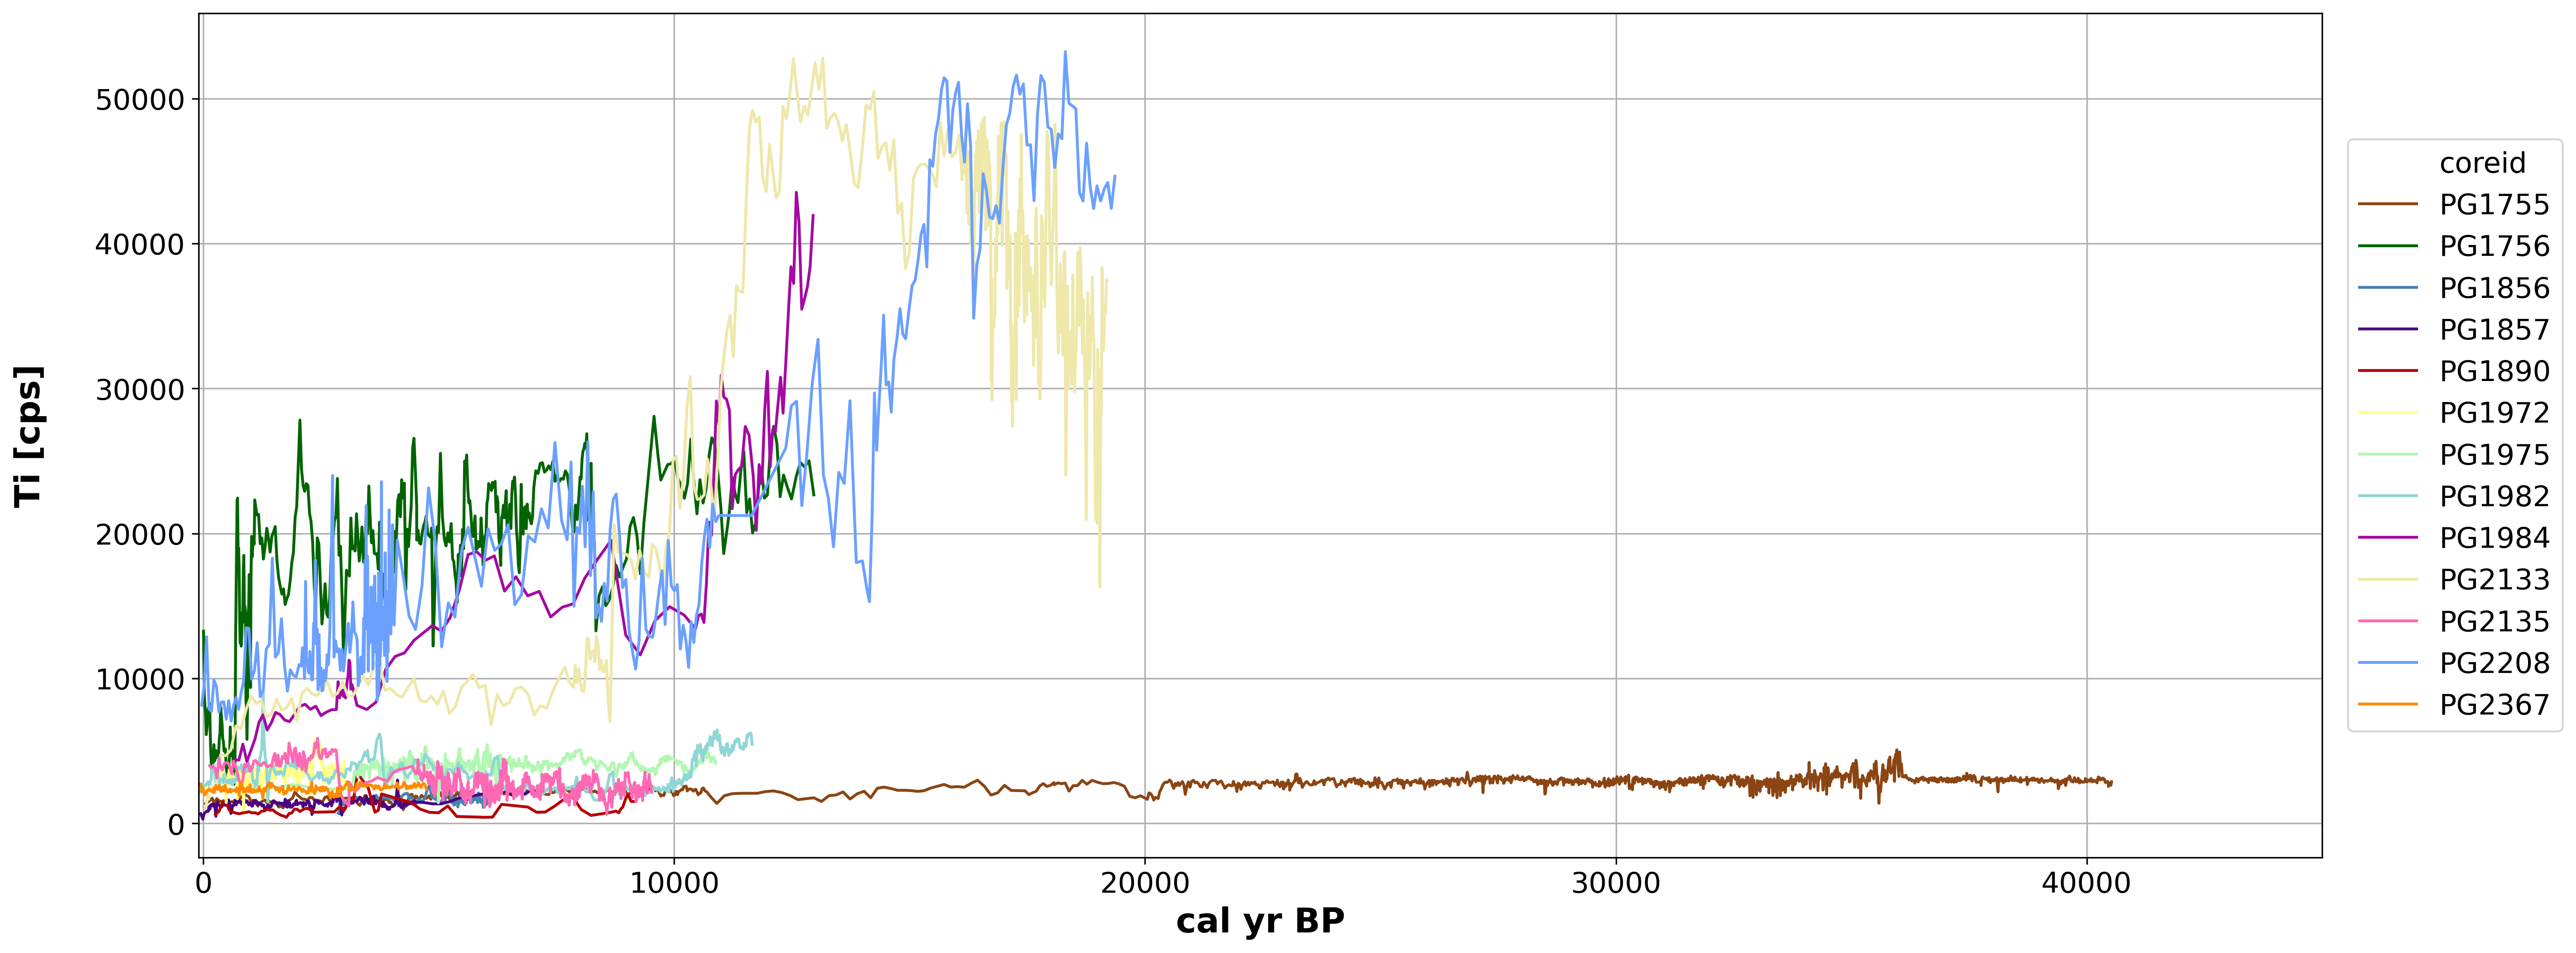 50000
40000
30000
20000
10000
0
Ti [cps]
0 10000 20000 30000 40000
cal yr BP
coreid
PG1755
PG1756
PG1856
PG1857
PG1890
PG1972
PG1975
PG1982
PG1984
PG2133
PG2135
PG2208
PG2367